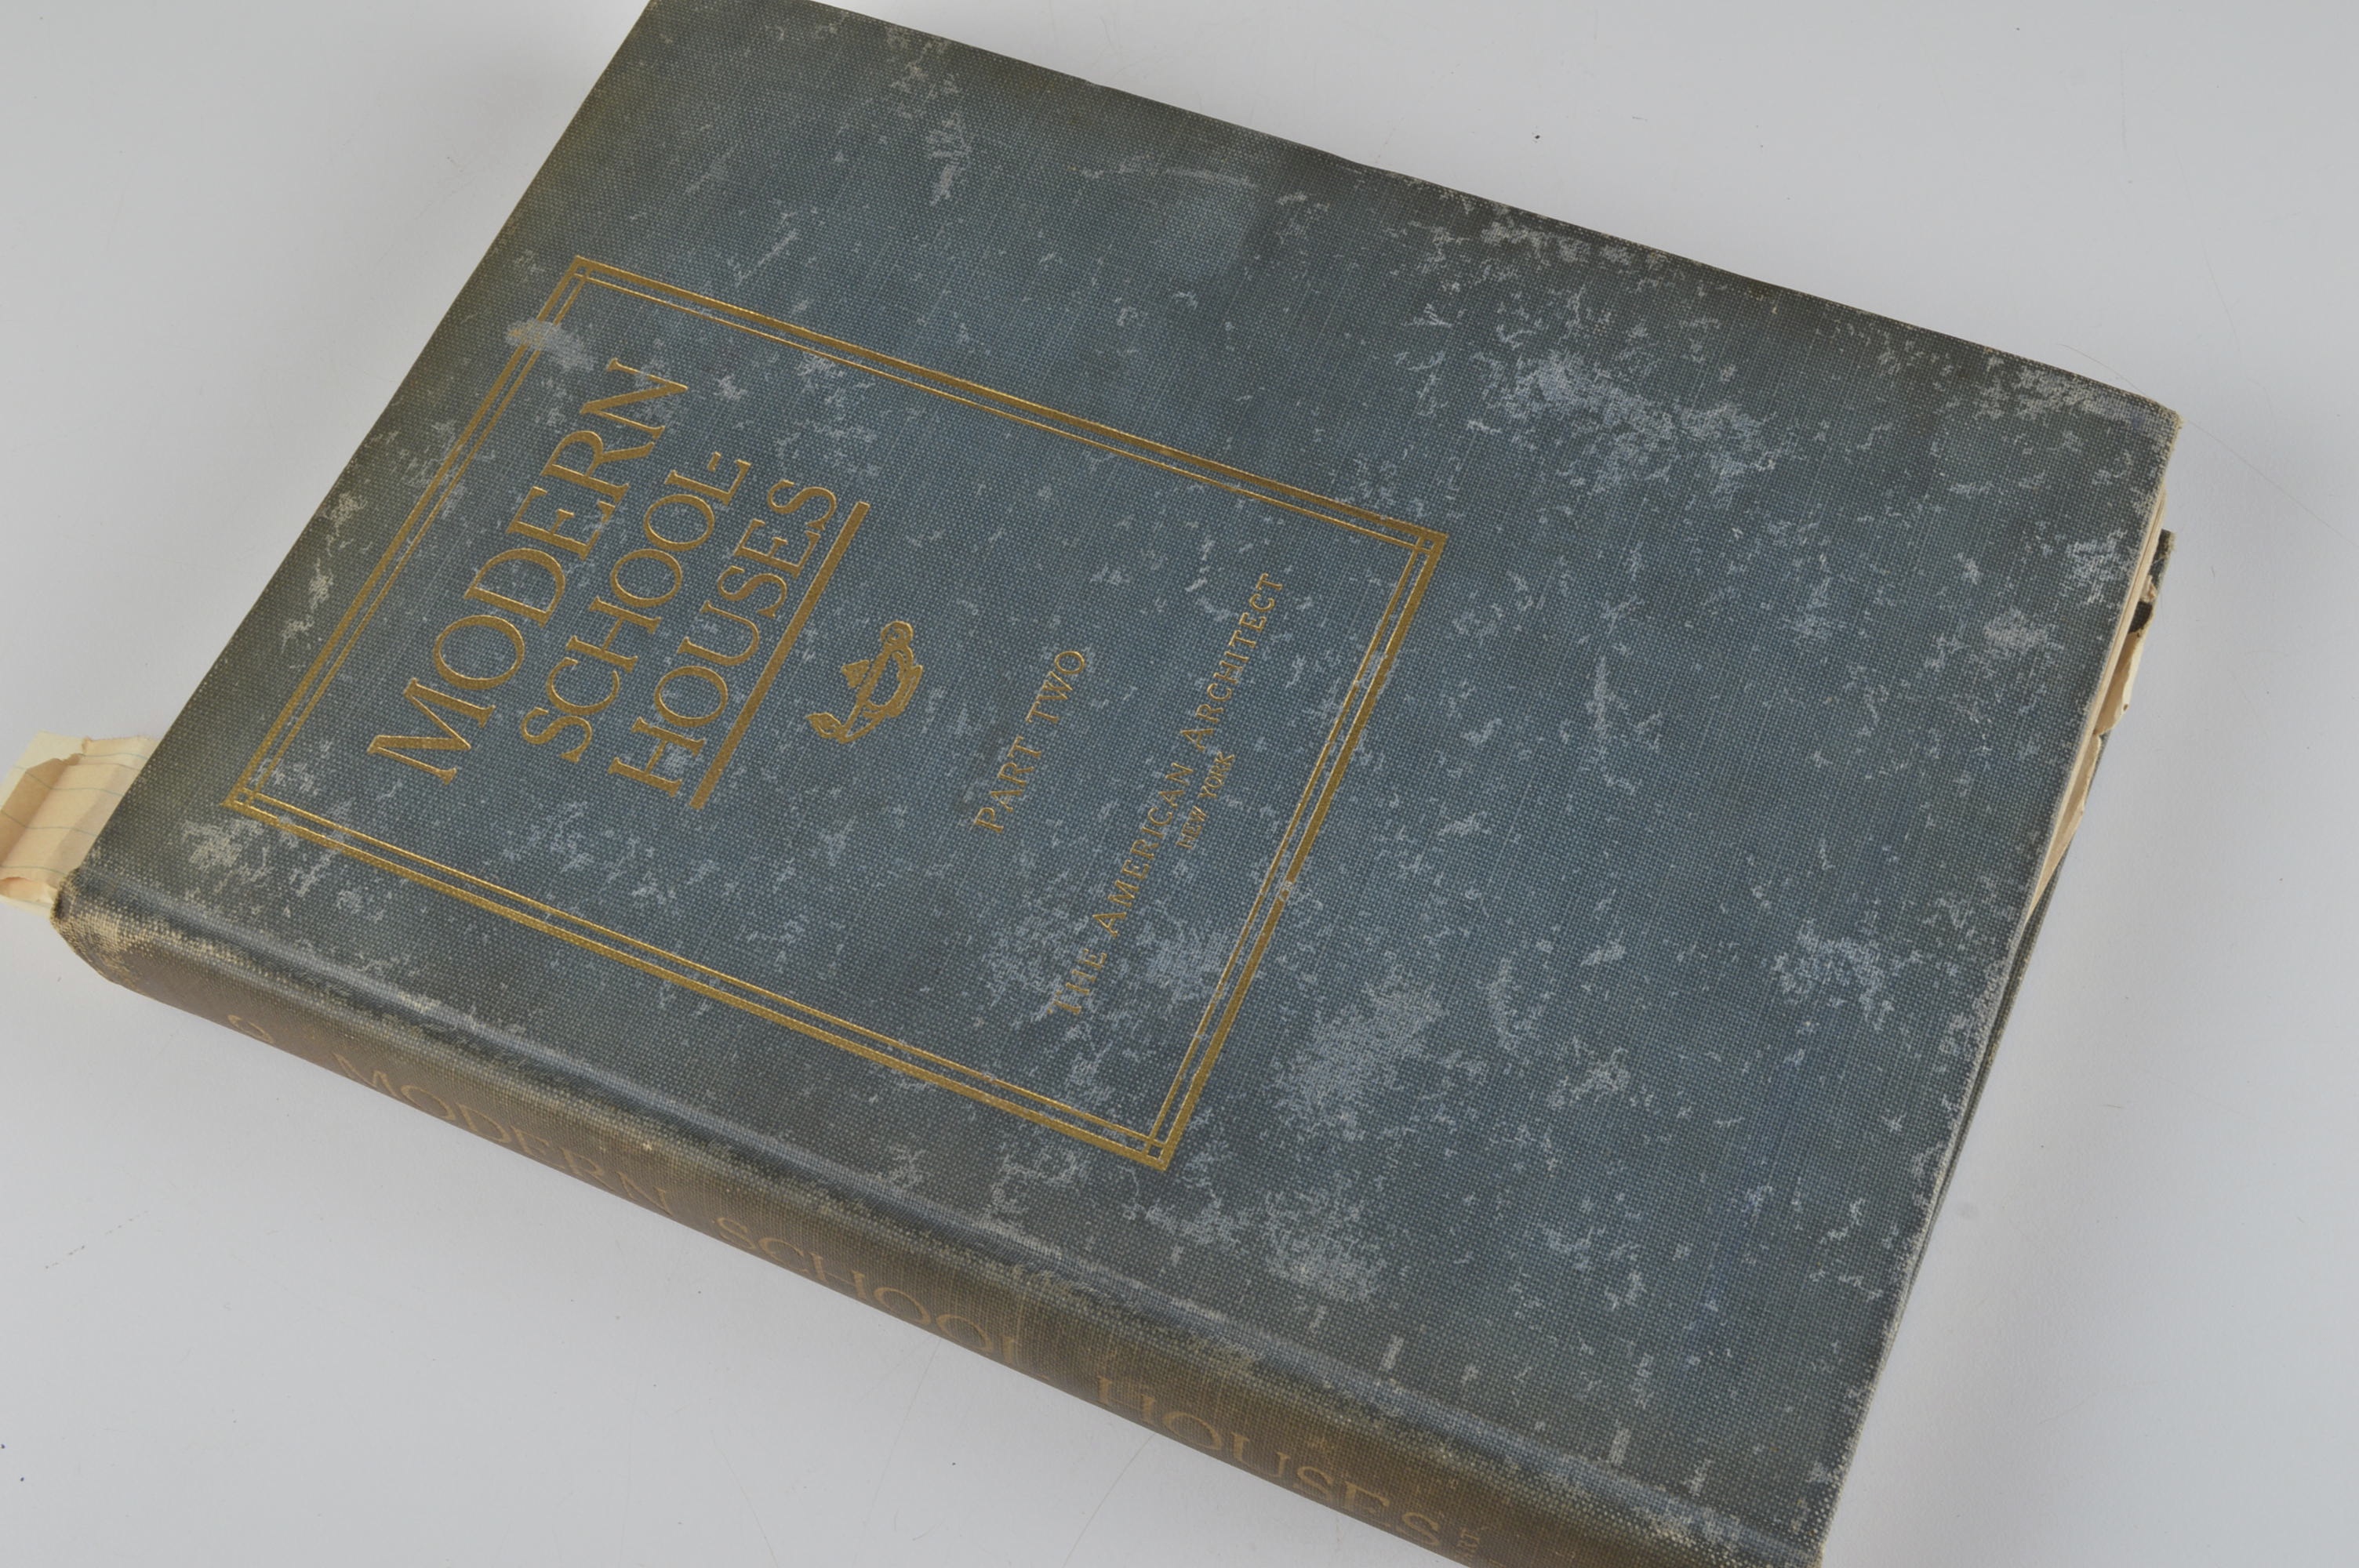 MODERN
SCHOOL-
HOUSES
PART TWO
THE AMERICAN ARCHITECT
NEW YORK
MODERN SCHOOL HOUSES